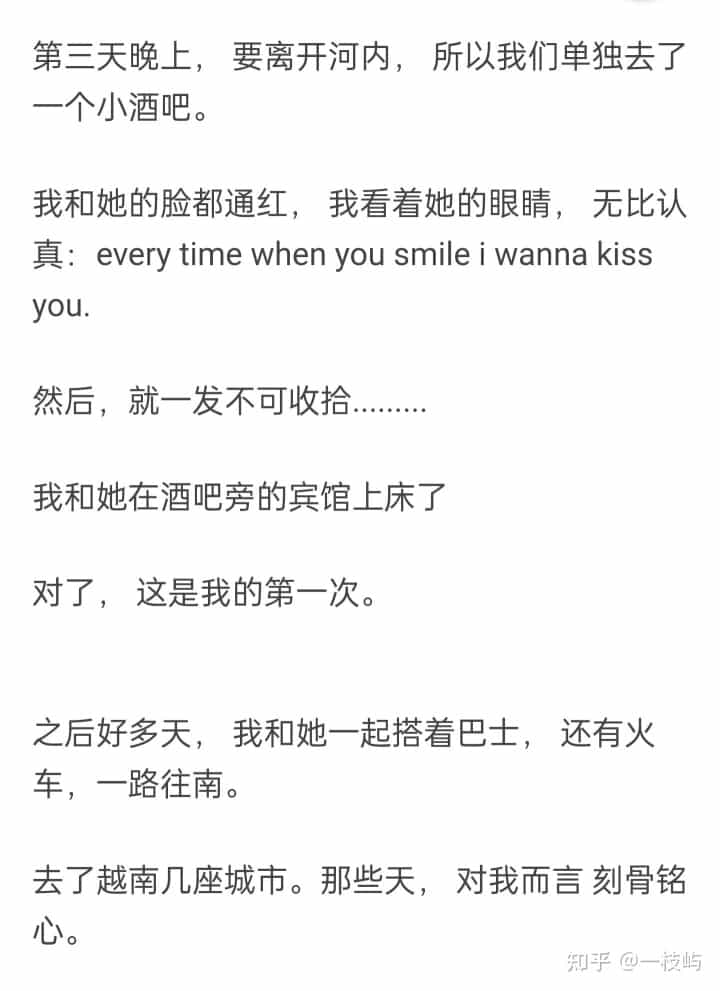 第三天晚上， 要离开河内， 所以我们单独去了
一个小酒吧。
我和她的脸都通红， 我看着她的眼睛， 无比认
真：every time when you smile i wanna kiss
you.
然后，就一发不可收拾.........
我和她在酒吧旁的宾馆上床了
对了， 这是我的第一次。
之后好多天， 我和她一起搭着巴士， 还有火
车，一路往南。
去了越南几座城市。那些天， 对我而言 刻骨铭
心。
知乎 @一枝屿